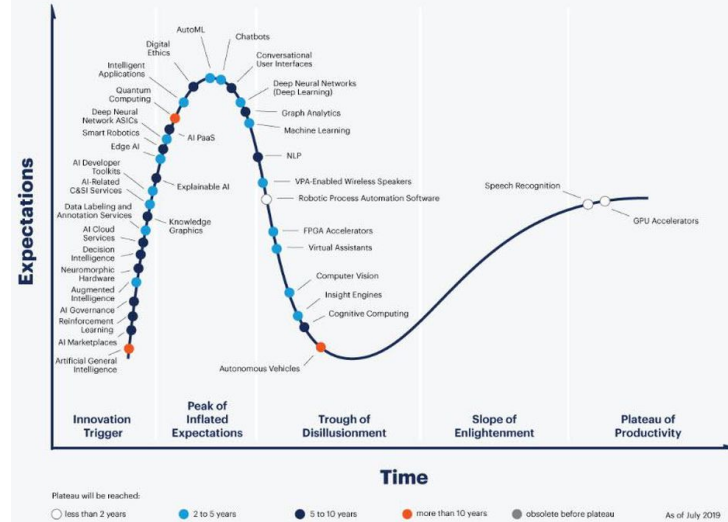 AutoML
Chatbots
Digital
Ethics
Conversational
User Interfaces
Intelligent
Applications
Deep Neural Networks
(Deep Learning)
Quantum
Computing
Graph Analytics
Deep Neural
Network ASICs
Machine Learning
Smart Robotics
AI PaaS
Edge AI
NLP
AI Developer
Toolkits
Explainable AI
VPA-Enabled Wireless Speakers
AI-Related
C&SI Services
Robotic Process Automation Software
Speech Recognition
GPU Accelerators
Data Labeling and
Annotation Services
Knowledge
Graphics
AI Cloud
Services
FPGA Accelerators
Decision
Intelligence
Virtual Assistants
Neuromorphic
Hardware
Computer Vision
Augmented
Intelligence
Insight Engines
AI Governance
Cognitive Computing
Reinforcement
Learning
AI Marketplaces
Artificial General
Intelligence
Autonomous Vehicles
Expectations
Innovation
Trigger
Peak of
Inflated
Expectations
Trough of
Disillusionment
Slope of
Enlightenment
Plateau of
Productivity
Time
Plateau will be reached:
less than 2 years
2 to 5 years
5 to 10 years
more than 10 years
obsolete before plateau
As of July 2019